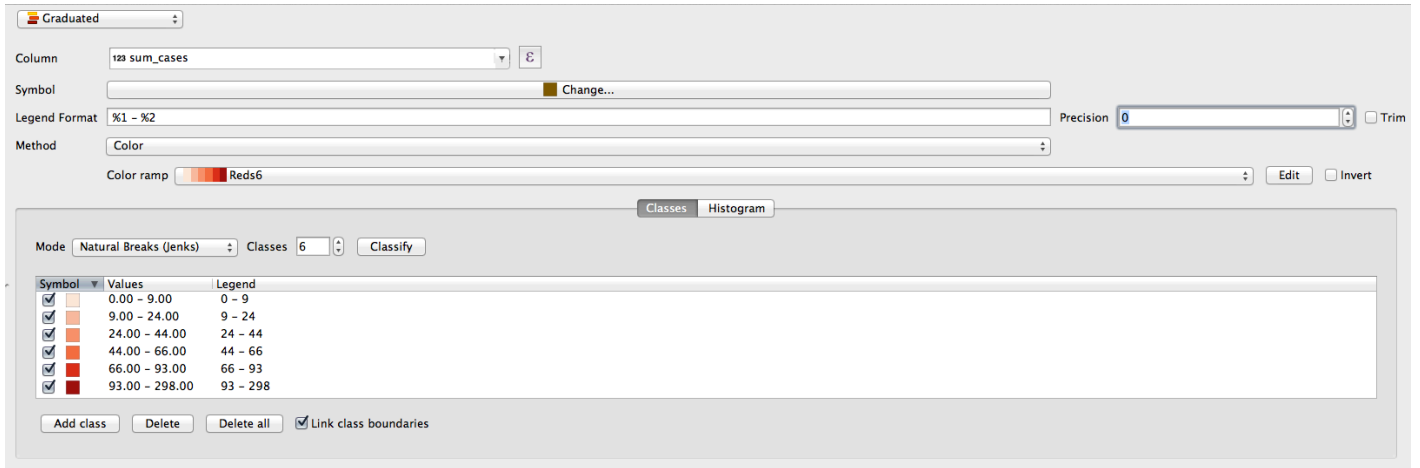 Graduated
Column 123 sum_cases ε
Symbol Change...
Legend Format %1 - %2 Precision 0 Trim
Method Color
Color ramp Reds6 Edit Invert
Classes Histogram
Mode Natural Breaks (Jenks) Classes 6 Classify
Symbol Values Legend
0.00 - 9.00 0 - 9
9.00 - 24.00 9 - 24
24.00 - 44.00 24 - 44
44.00 - 66.00 44 - 66
66.00 - 93.00 66 - 93
93.00 - 298.00 93 - 298
Add class Delete Delete all Link class boundaries